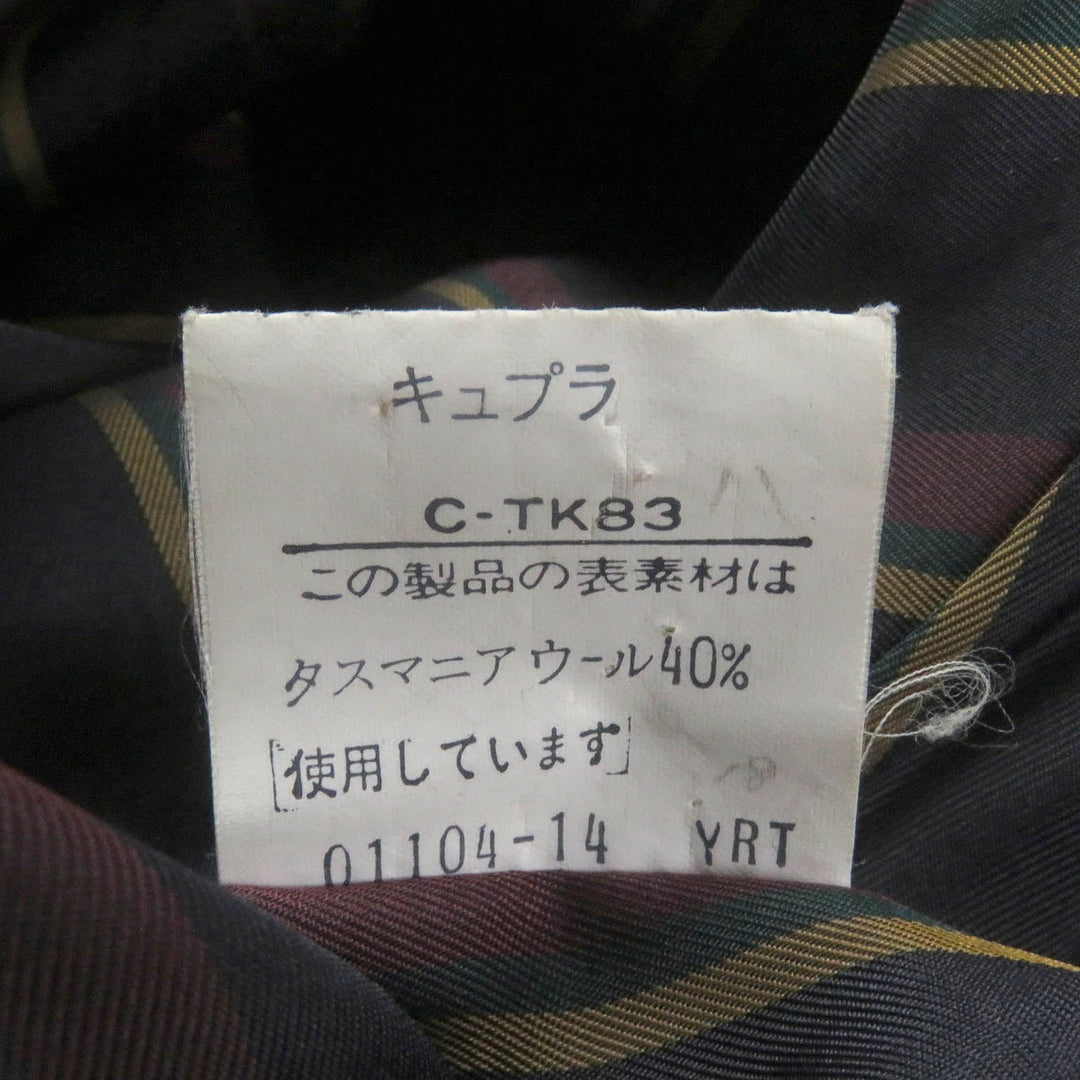 キュプラ
C-TK83
この製品の表素材は
タスマニアウール40%
[使用しています]
01104-14 YRT